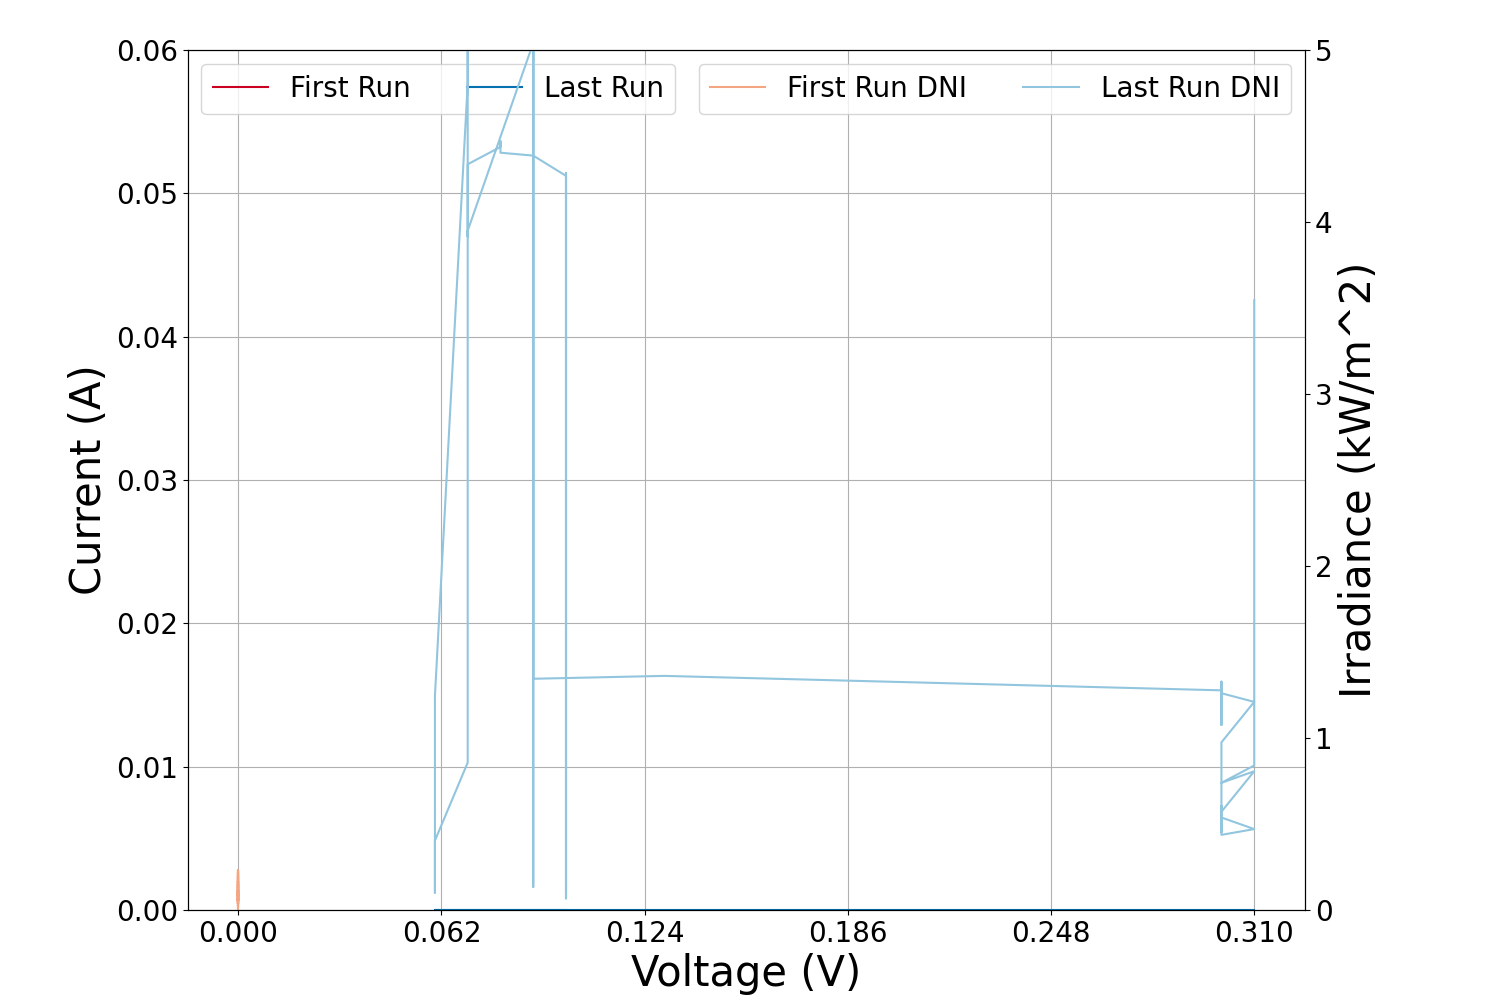 First Run
Last Run
First Run DNI
Last Run DNI
Current (A)
0.06
0.05
0.04
0.03
0.02
0.01
0.00
0.000
0.062
0.124
0.186
0.248
0.310
Voltage (V)
5
4
3
2
1
0
Irradiance (kW/m^2)